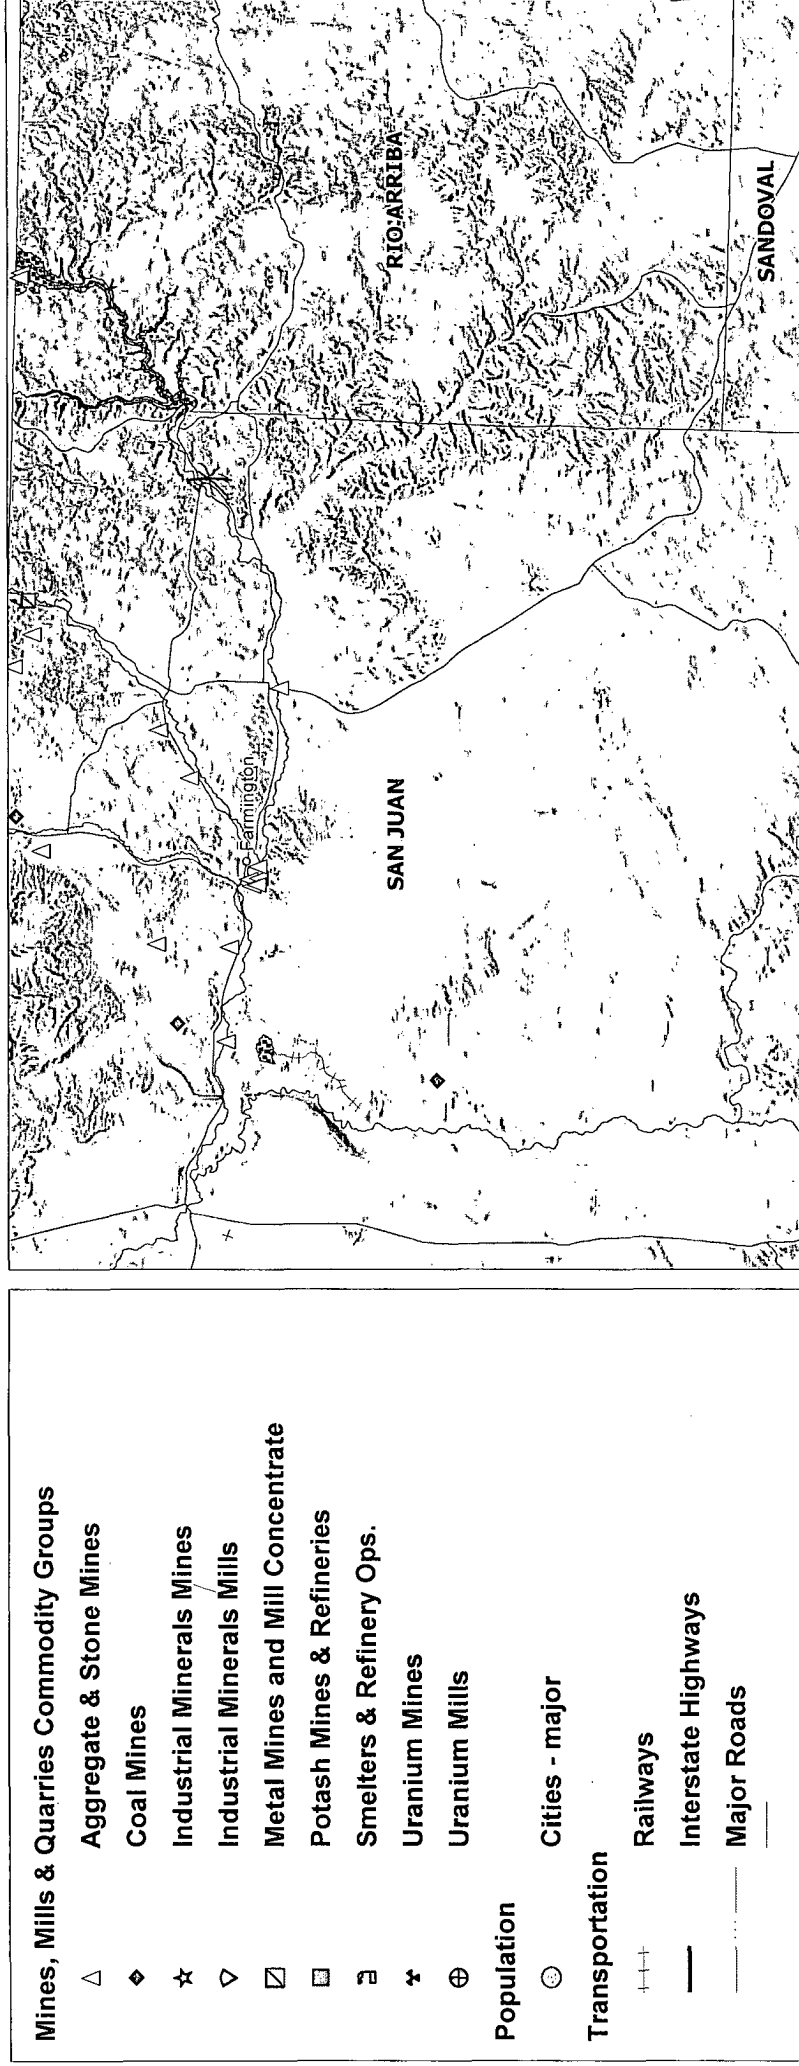 Mines, Mills & Quarries Commodity Groups
Aggregate & Stone Mines
Coal Mines
Industrial Minerals Mines
Industrial Minerals Mills
Metal Mines and Mill Concentrate
Potash Mines & Refineries
Smelters & Refinery Ops.
Uranium Mines
Uranium Mills
Population
Cities - major
Transportation
Railways
Interstate Highways
Major Roads
Farmington
SAN JUAN
RIO ARRIBA
SANDOVAL